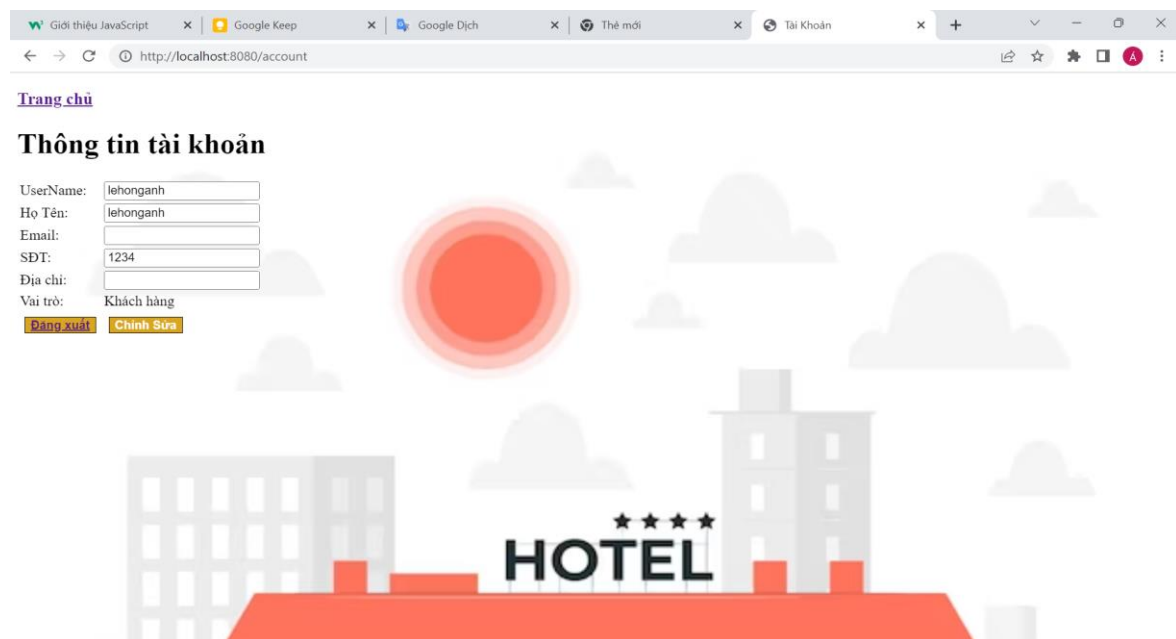 Giới thiệu JavaScript Google Keep Google Dịch Thẻ mới Tài Khoản
http://localhost:8080/account
Trang chủ
Thông tin tài khoản
UserName: lehonganh
Họ Tên: lehonganh
Email:
SĐT: 1234
Địa chỉ:
Vai trò: Khách hàng
Đăng xuất Chỉnh Sửa
HOTEL